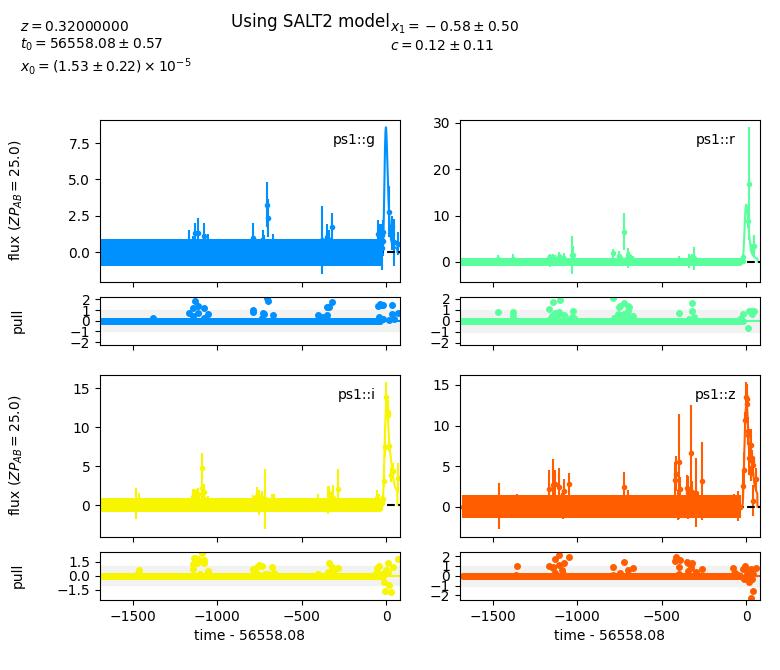 Using SALT2 model
z = 0.32000000
t₀ = 56558.08 ± 0.57
x₀ = (1.53 ± 0.22) × 10⁻⁵
x₁ = −0.58 ± 0.50
c = 0.12 ± 0.11
ps1::g
flux (ZP_AB = 25.0)
7.5
5.0
2.5
0.0
ps1::r
30
20
10
0
pull
2
1
0
−1
−2
2
1
0
−1
−2
ps1::i
flux (ZP_AB = 25.0)
15
10
5
0
ps1::z
15
10
5
0
pull
1.5
0.0
−1.5
2
1
0
−1
−2
−1500 −1000 −500 0
time - 56558.08
−1500 −1000 −500 0
time - 56558.08